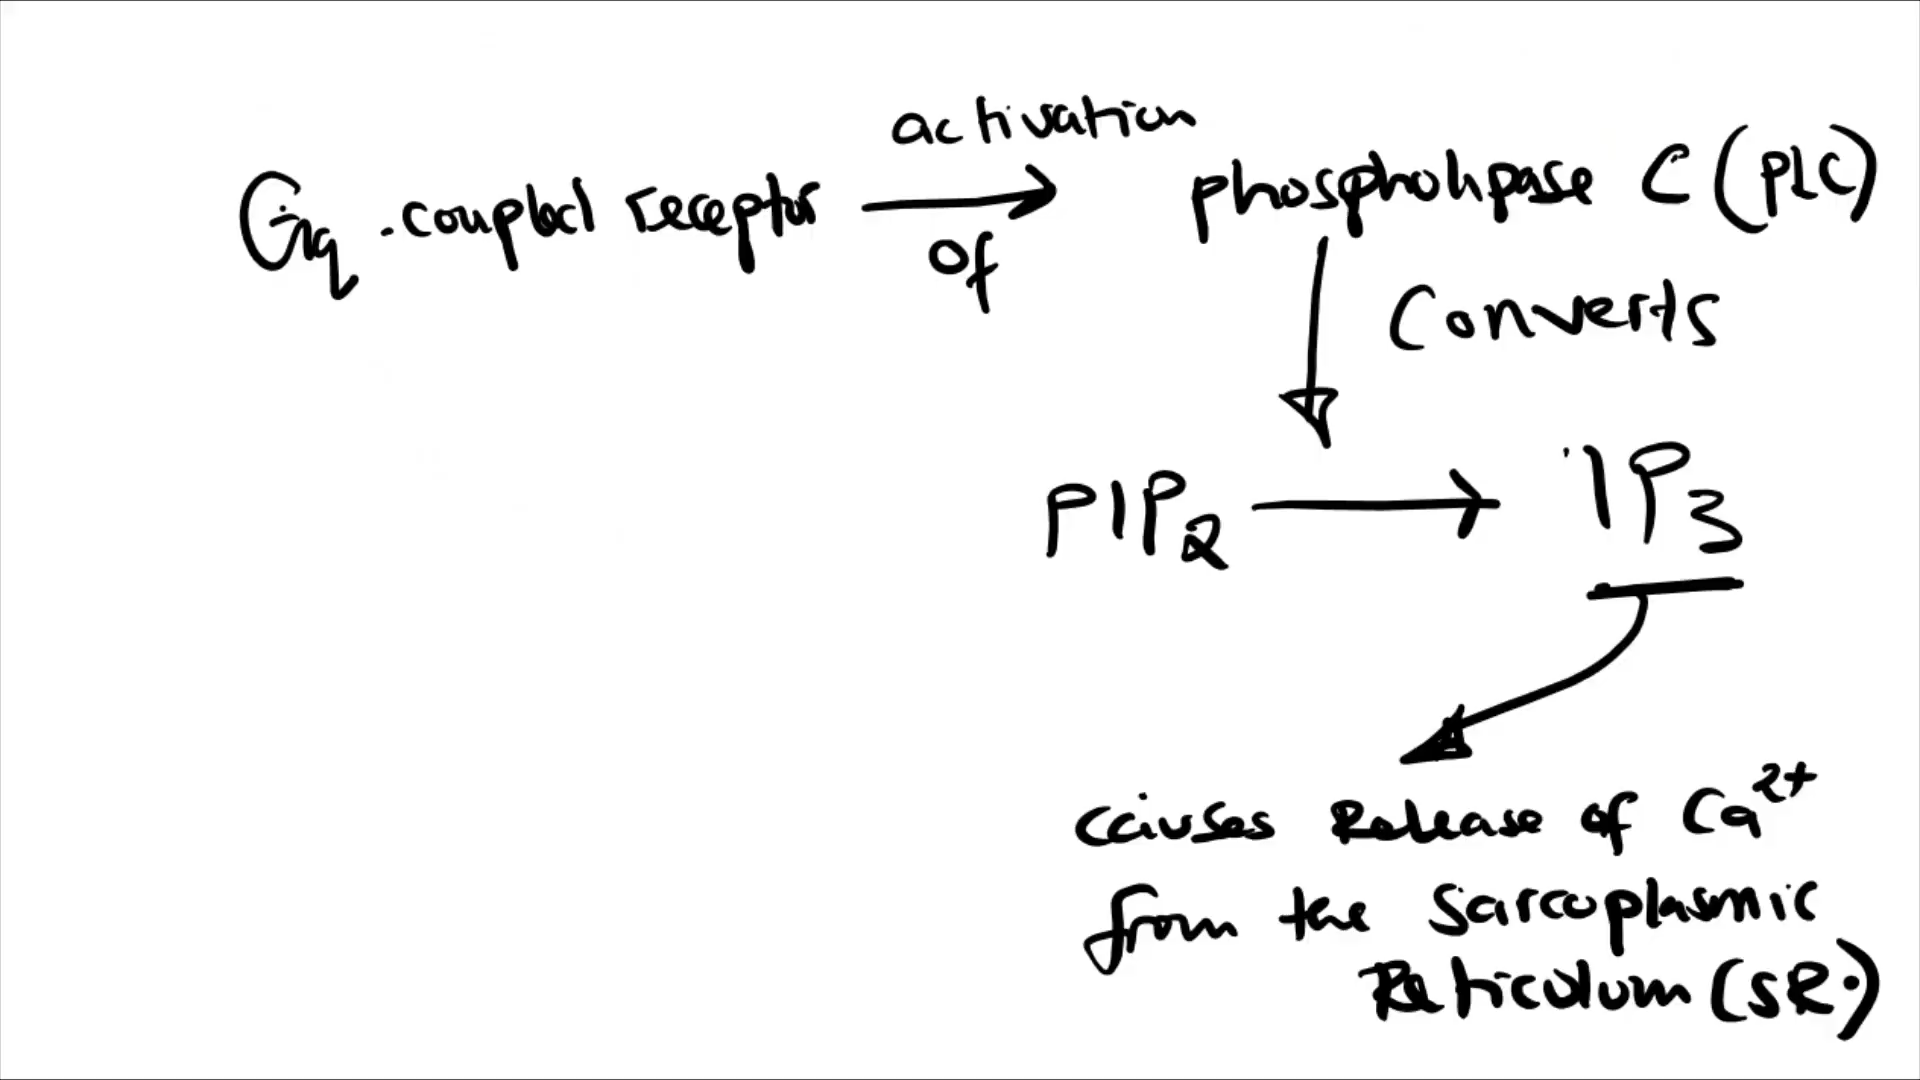 activation
Gq-coupled receptor → phospholipase C (PLC)
of
Converts
PIP₂ → IP₃
causes Release of Ca²⁺
from the Sarcoplasmic
Reticulum (SR.)